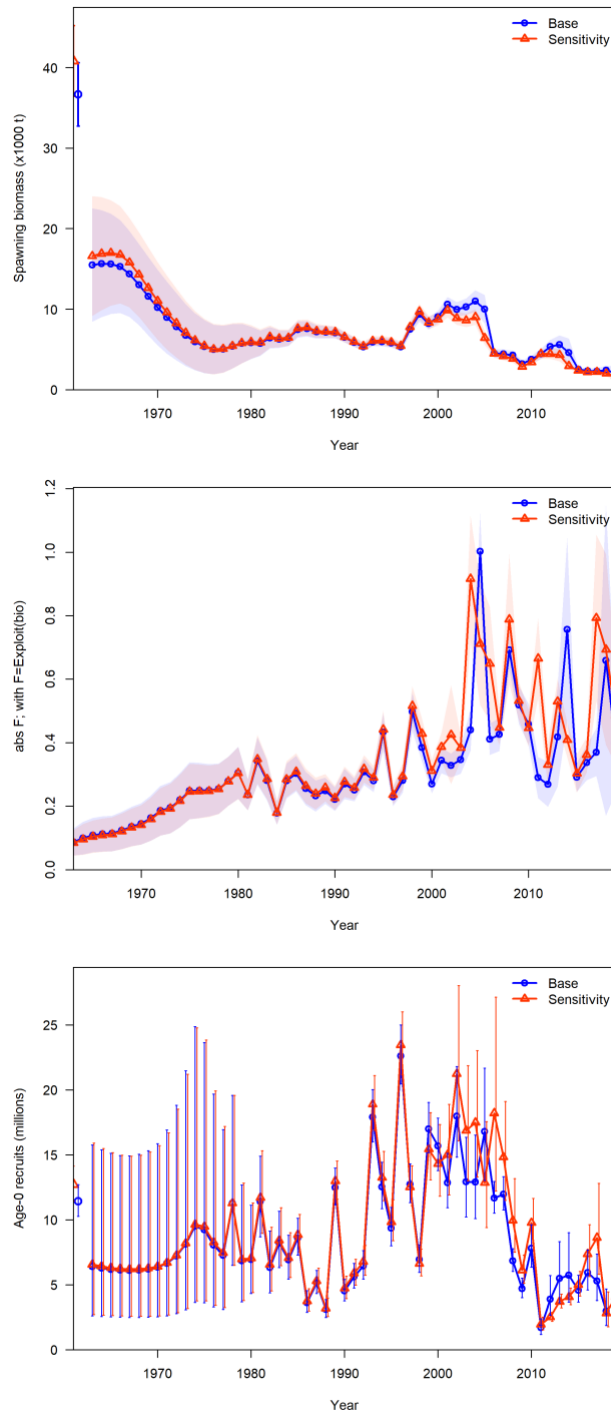 Base
Sensitivity
Spawning biomass (x1000 t)
40
30
20
10
0
1970 1980 1990 2000 2010
Year
Base
Sensitivity
abs F; with F=Exploit(bio)
1.2
1.0
0.8
0.6
0.4
0.2
0.0
1970 1980 1990 2000 2010
Year
Base
Sensitivity
Age-0 recruits (millions)
25
20
15
10
5
0
1970 1980 1990 2000 2010
Year